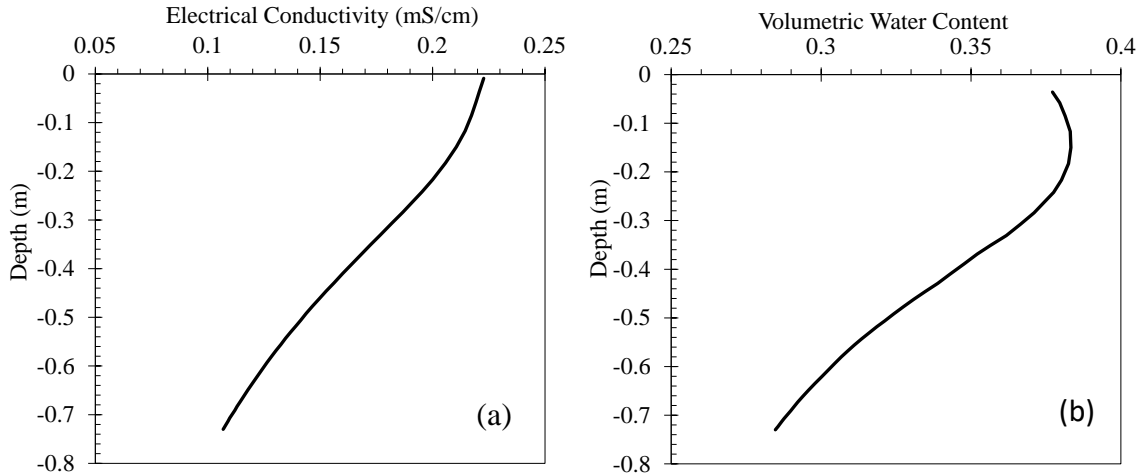 Electrical Conductivity (mS/cm)
0.05 0.1 0.15 0.2 0.25
0
-0.1
-0.2
-0.3
-0.4
-0.5
-0.6
-0.7
-0.8
Depth (m)
(a)
Volumetric Water Content
0.25 0.3 0.35 0.4
0
-0.1
-0.2
-0.3
-0.4
-0.5
-0.6
-0.7
-0.8
Depth (m)
(b)